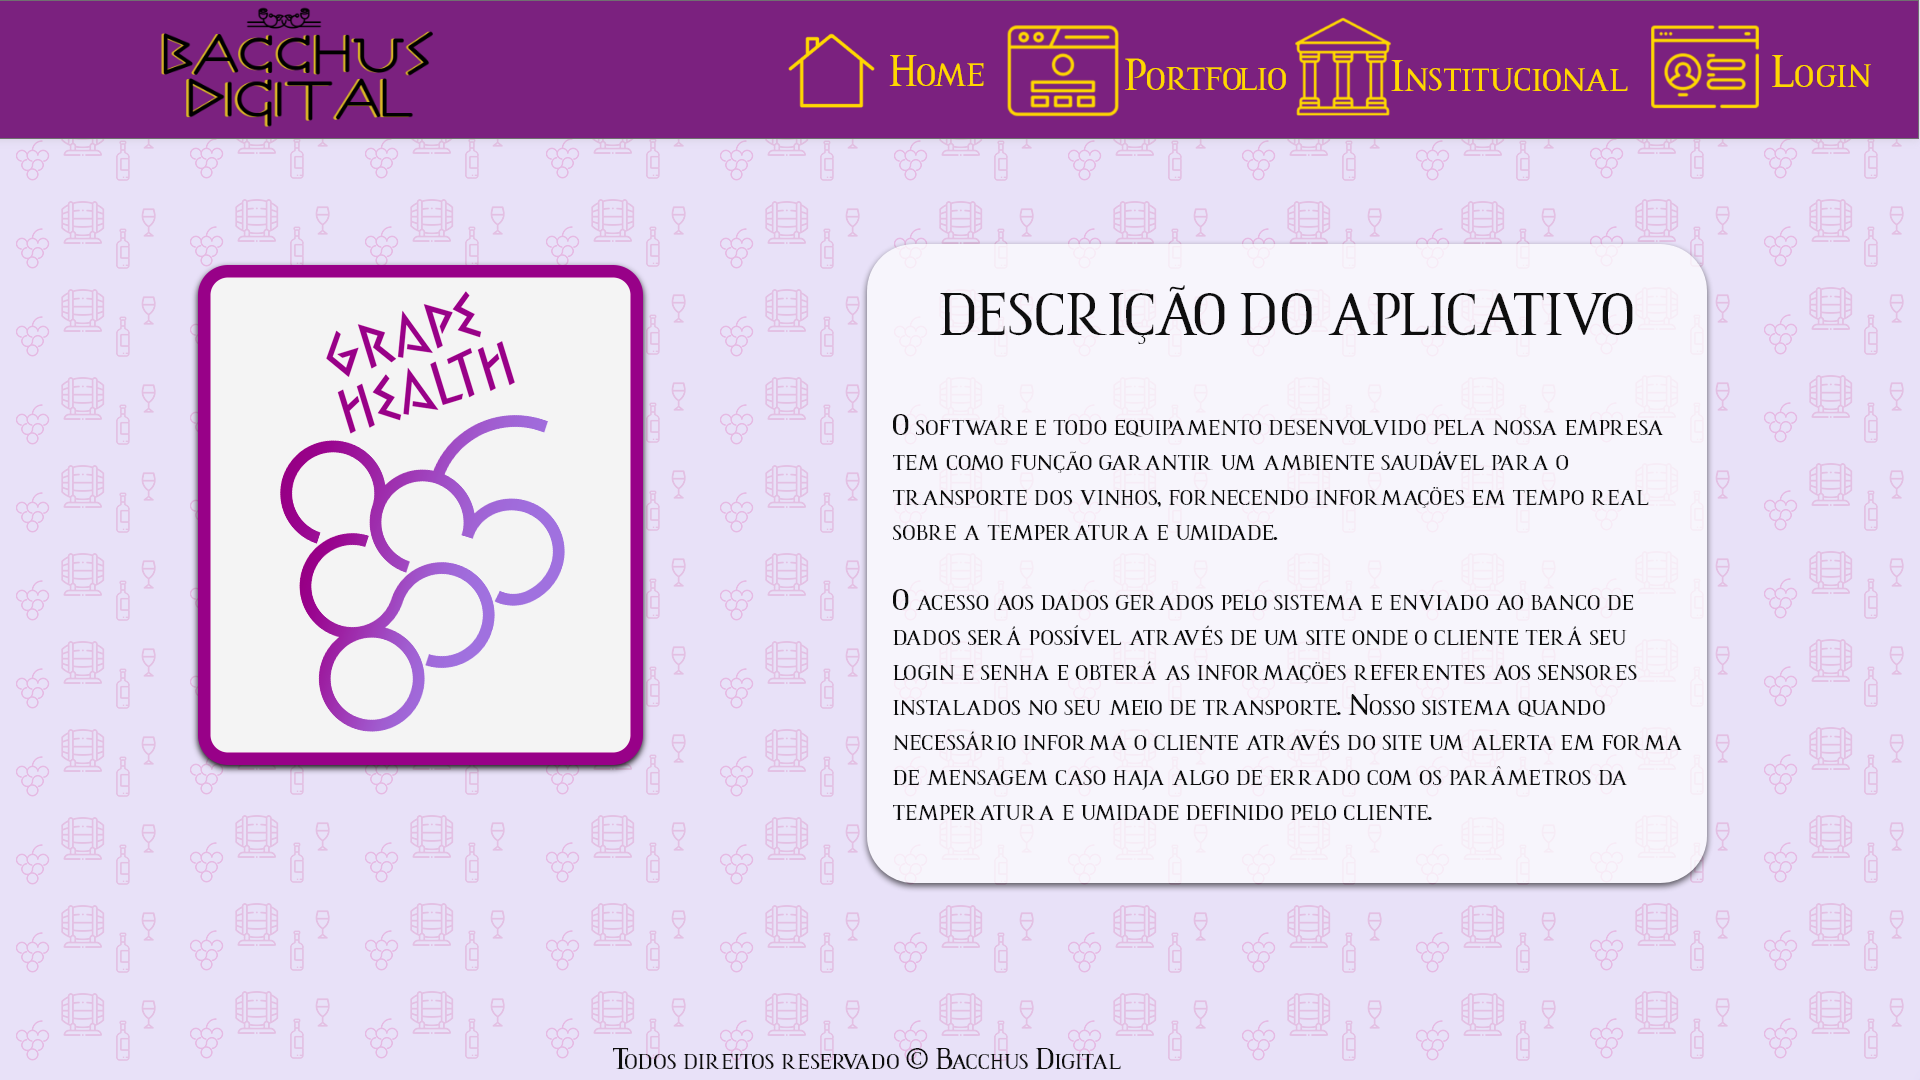 BACCHUS
DIGITAL
Home
Portfolio
Institucional
Login
GRAPE
HEALTH
DESCRIÇÃO DO APLICATIVO
O software e todo equipamento desenvolvido pela nossa empresa
tem como função garantir um ambiente saudável para o
transporte dos vinhos, fornecendo informações em tempo real
sobre a temperatura e umidade.
O acesso aos dados gerados pelo sistema e enviado ao banco de
dados será possível através de um site onde o cliente terá seu
login e senha e obterá as informações referentes aos sensores
instalados no seu meio de transporte. Nosso sistema quando
necessário informa o cliente através do site um alerta em forma
de mensagem caso haja algo de errado com os parâmetros da
temperatura e umidade definido pelo cliente.
Todos direitos reservado © Bacchus Digital